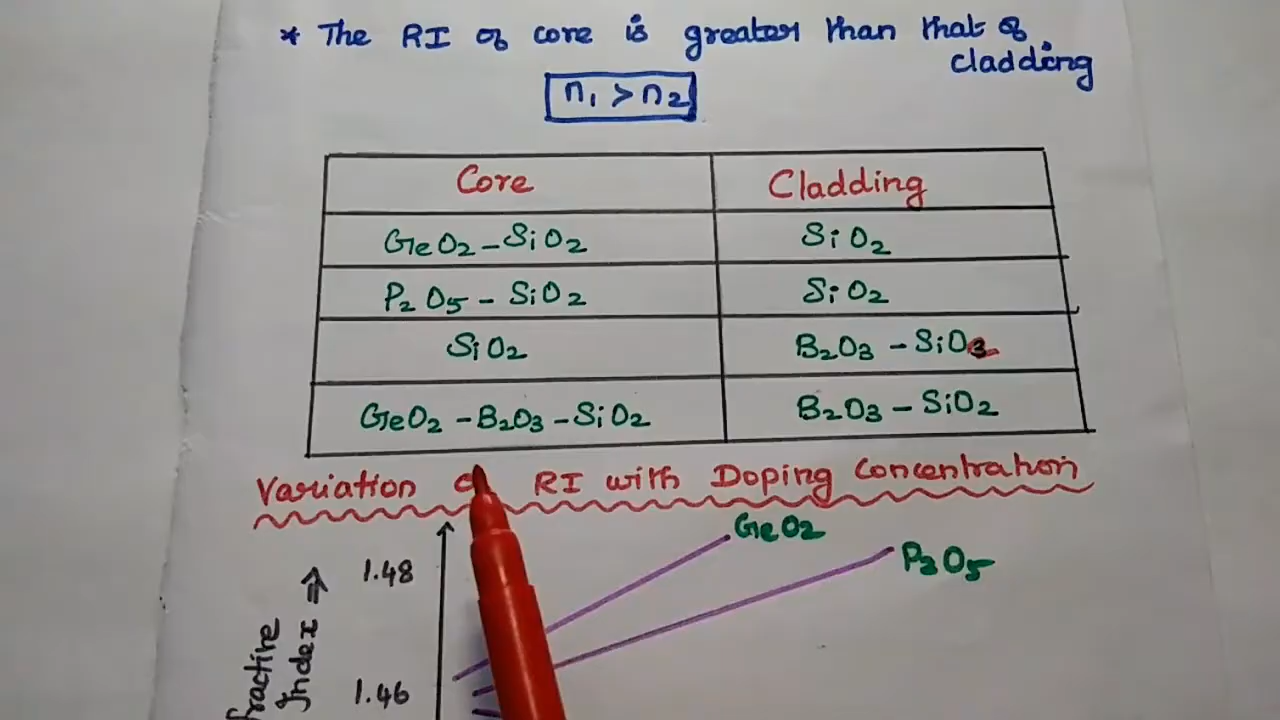 * The RI of core is greater than that of
cladding
n₁ > n₂
Core Cladding
GeO₂ - SiO₂ SiO₂
P₂O₅ - SiO₂ SiO₂
SiO₂ B₂O₃ - SiO₃
GeO₂ - B₂O₃ - SiO₂ B₂O₃ - SiO₂
Variation RI with Doping Concentration
GeO₂
1.48
P₂O₅
Index ⇒
1.46